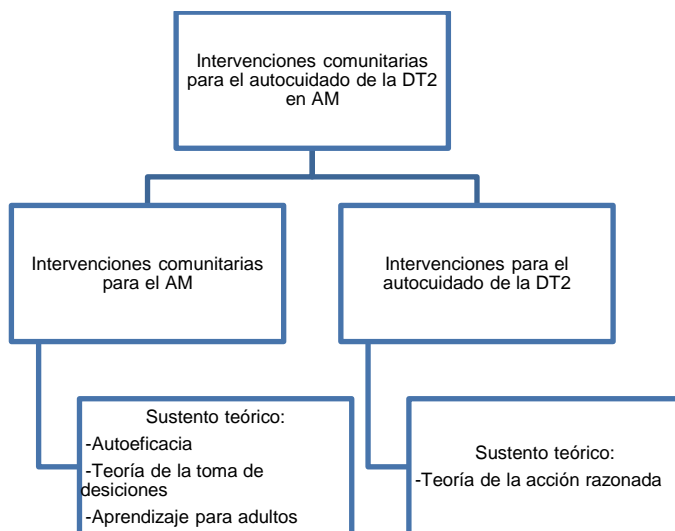 Intervenciones comunitarias
para el autocuidado de la DT2
en AM
Intervenciones comunitarias
para el AM
Intervenciones para el
autocuidado de la DT2
Sustento teórico:
-Autoeficacia
-Teoría de la toma de
desiciones
-Aprendizaje para adultos
Sustento teórico:
-Teoría de la acción razonada